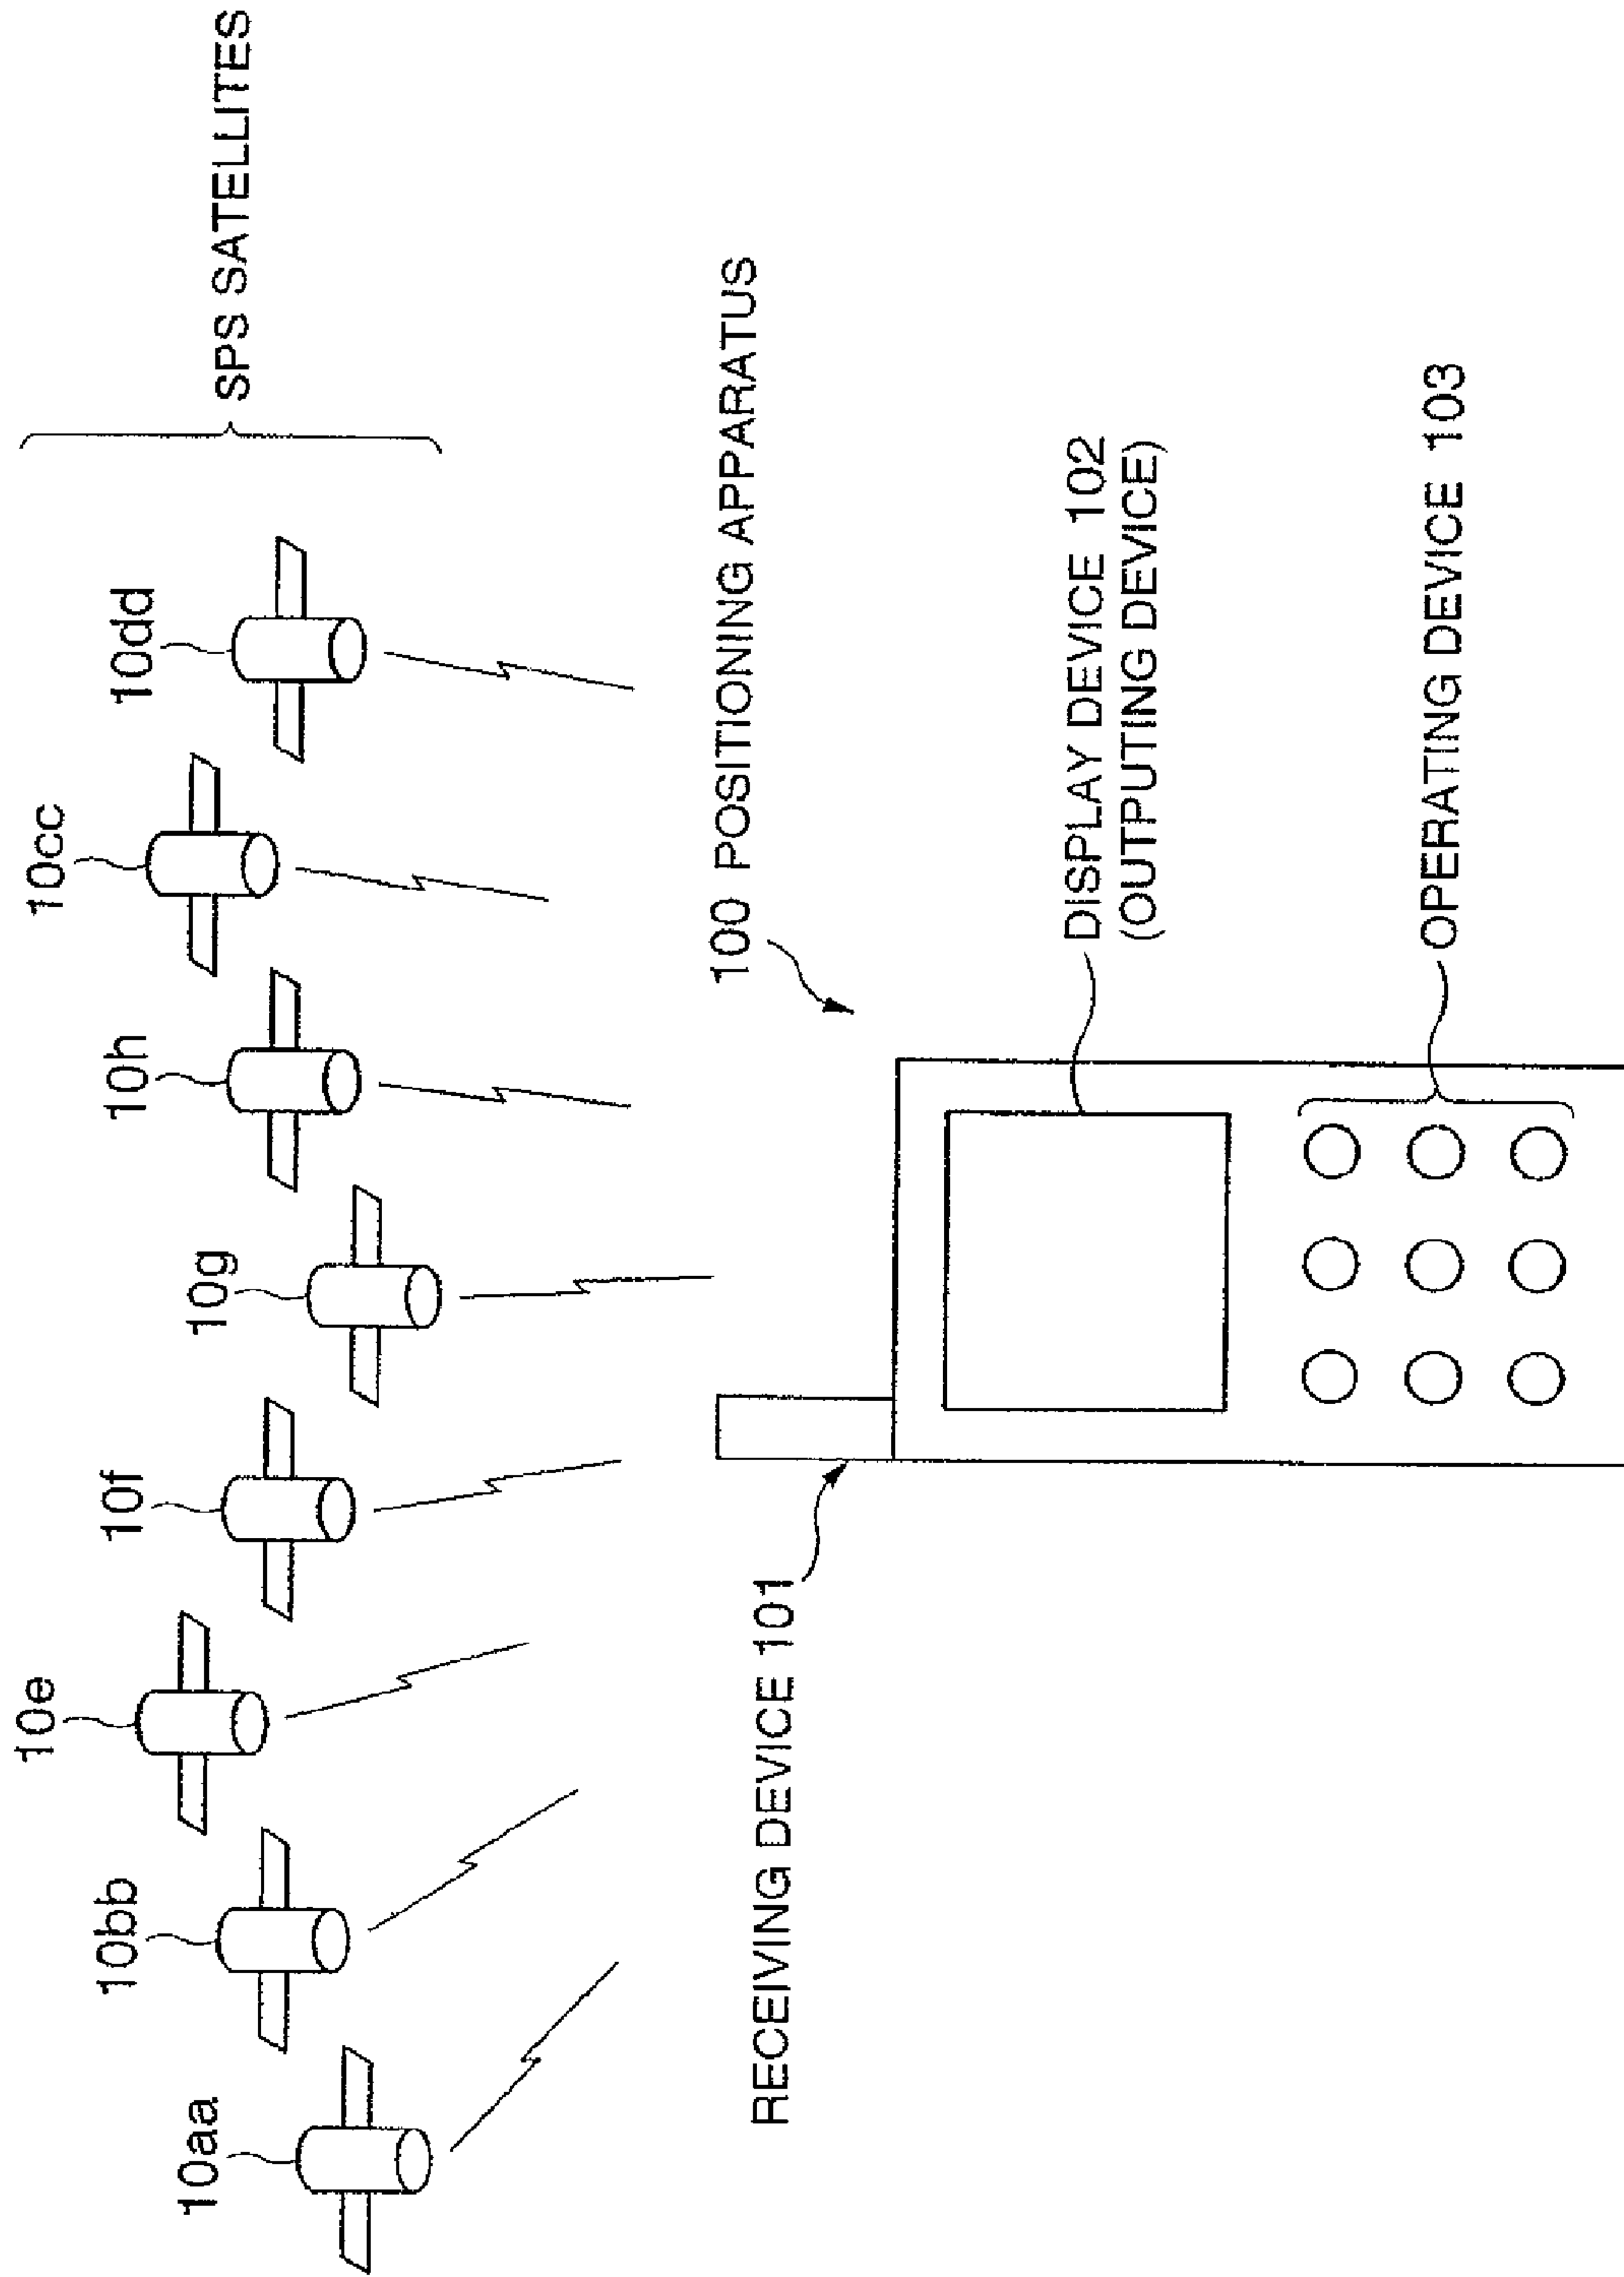 SPS SATELLITES
10aa
10bb
10e
10f
10g
10h
10cc
10dd
100 POSITIONING APPARATUS
RECEIVING DEVICE 101
DISPLAY DEVICE 102
(OUTPUTING DEVICE)
OPERATING DEVICE 103